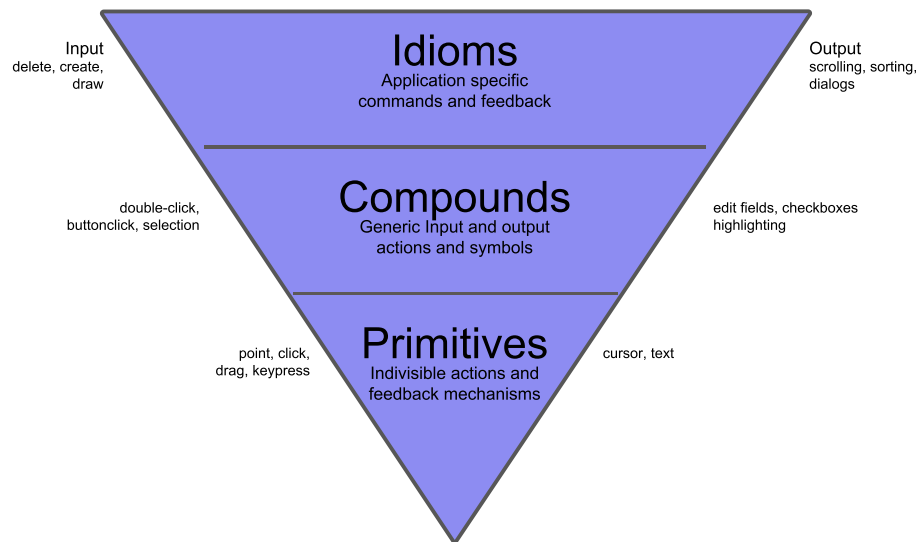 Input
delete, create,
draw
Idioms
Application specific
commands and feedback
Output
scrolling, sorting,
dialogs
double-click,
buttonclick, selection
Compounds
Generic Input and output
actions and symbols
edit fields, checkboxes
highlighting
point, click,
drag, keypress
Primitives
Indivisible actions and
feedback mechanisms
cursor, text